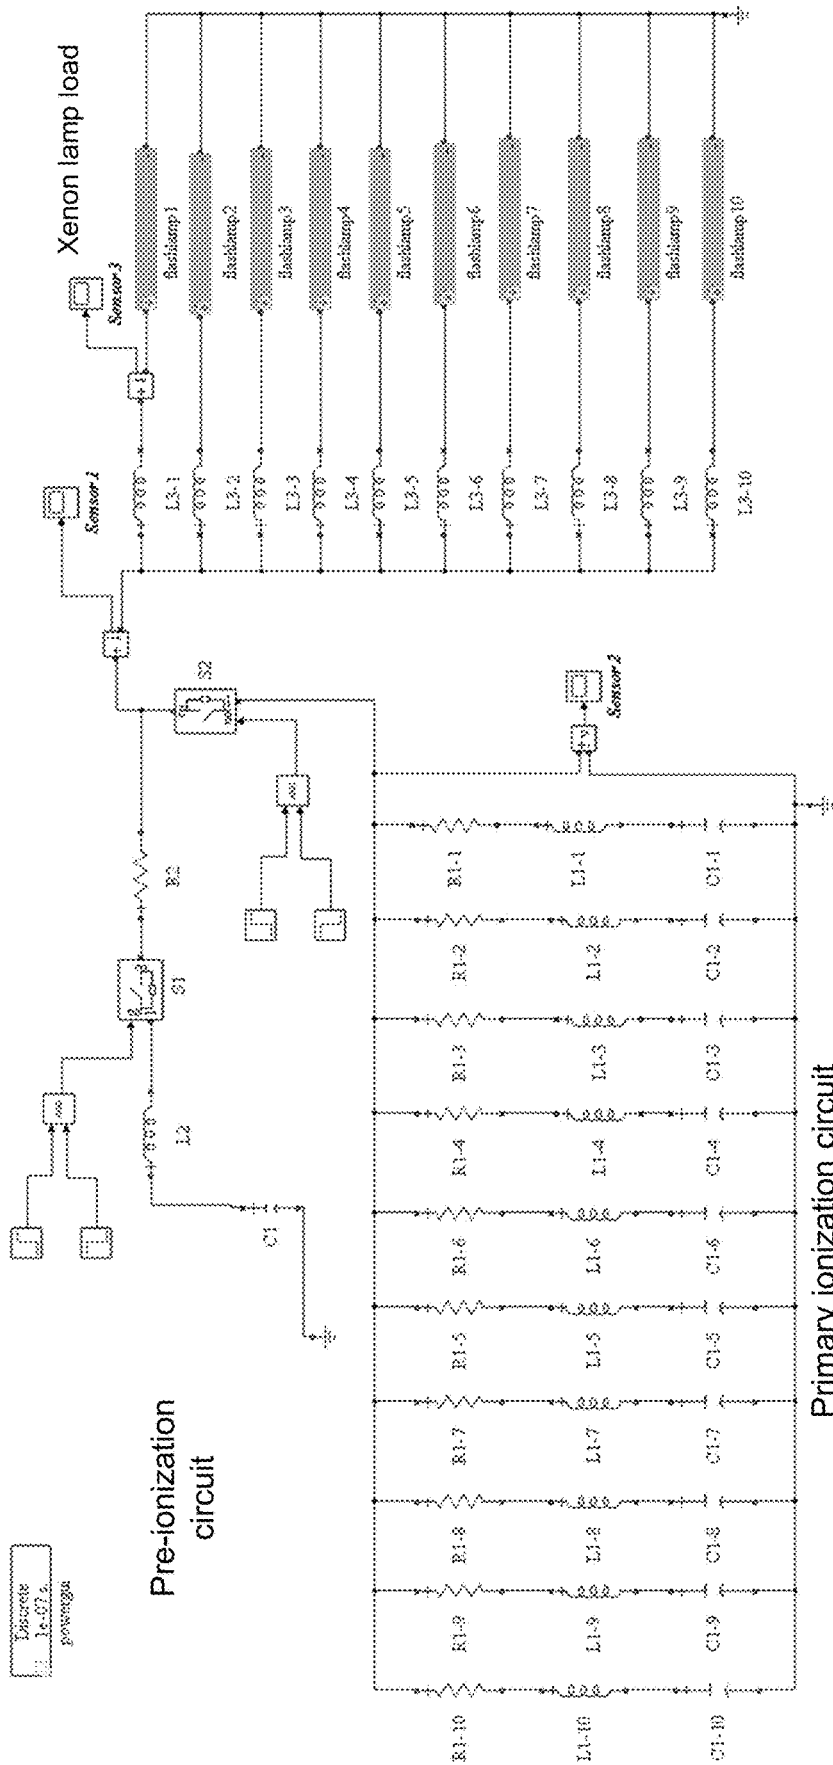 Discrete
1e-07 s.
powergui
Pre-ionization
circuit
C1
L2
S1
R2
S2
Sensor 1
Xenon lamp load
Sensor 3
L3-1
flashlamp1
L3-2
flashlamp2
L3-3
flashlamp3
L3-4
flashlamp4
L3-5
flashlamp5
L3-6
flashlamp6
L3-7
flashlamp7
L3-8
flashlamp8
L3-9
flashlamp9
L3-10
flashlamp10
Sensor 2
R1-10
R1-9
R1-8
R1-7
R1-5
R1-6
R1-4
R1-3
R1-2
R1-1
L1-10
L1-9
L1-8
L1-7
L1-5
L1-6
L1-4
L1-3
L1-2
L1-1
C1-10
C1-9
C1-8
C1-7
C1-5
C1-6
C1-4
C1-3
C1-2
C1-1
Primary ionization circuit